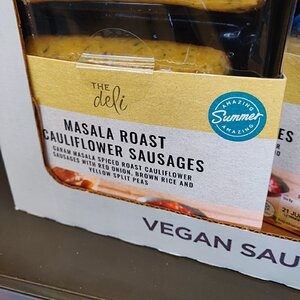 THE
deli
AMAZING
Summer
AMAZING
MASALA ROAST
CAULIFLOWER SAUSAGES
GARAM MASALA SPICED ROAST CAULIFLOWER
SAUSAGES WITH RED ONION, BROWN RICE AND
YELLOW SPLIT PEAS
VEGAN SAU